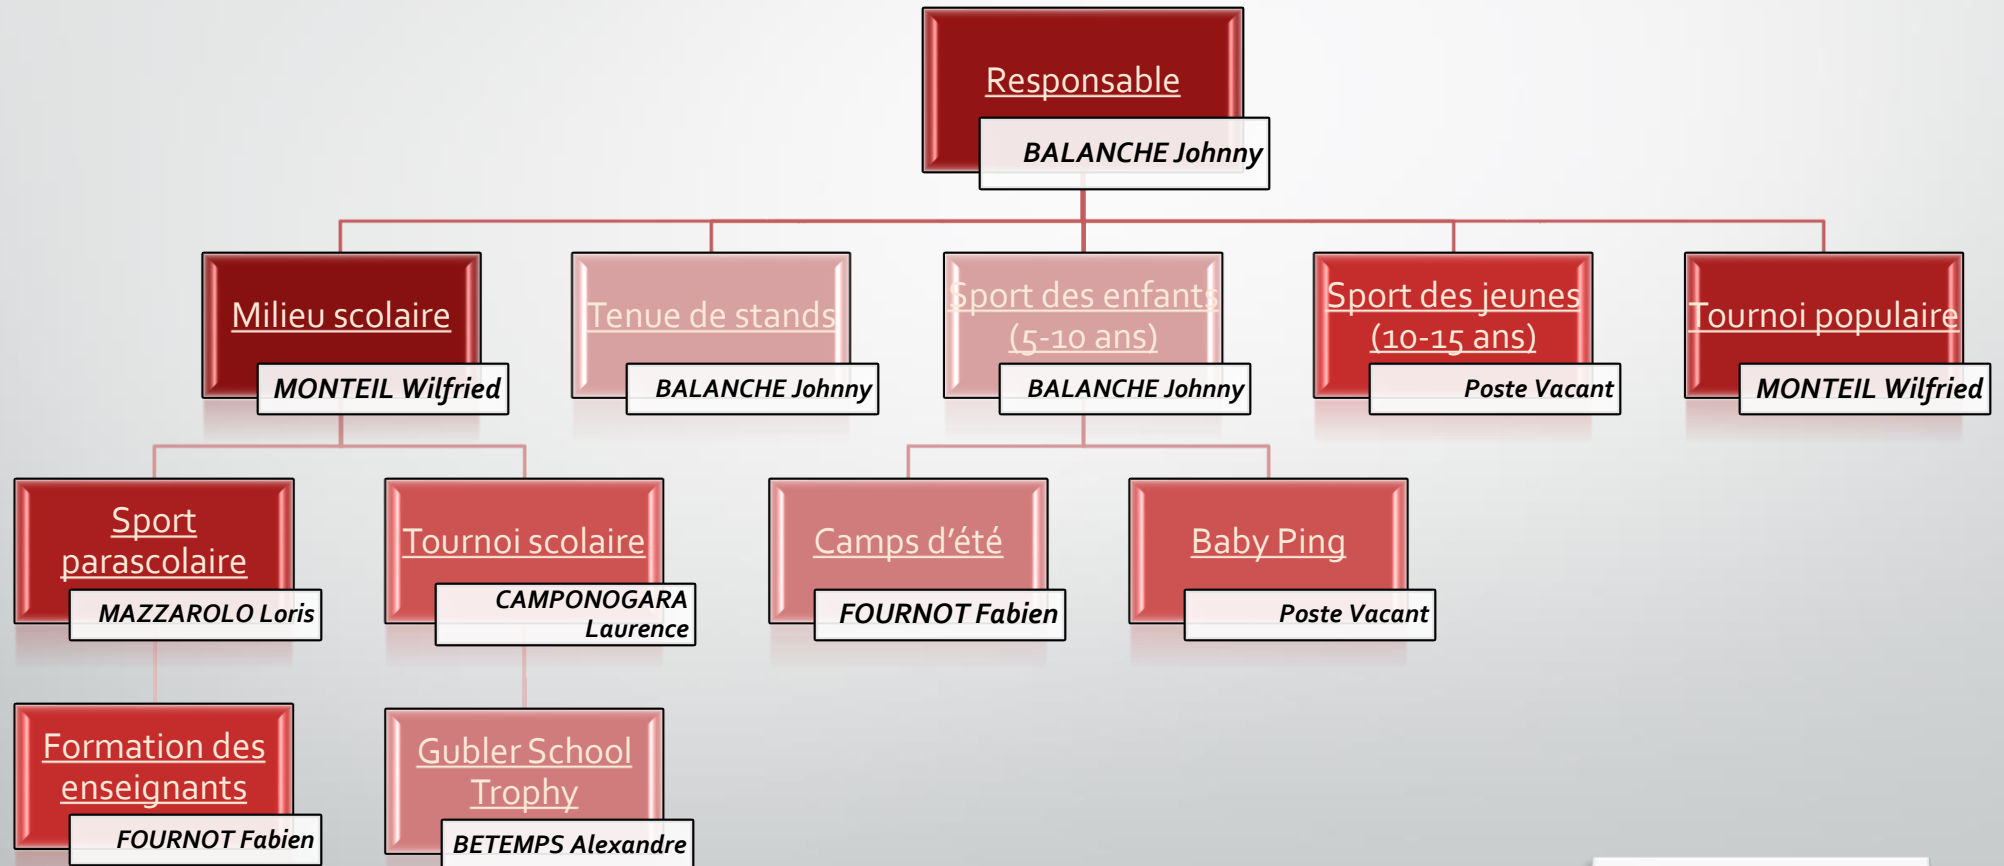 Responsable
BALANCHE Johnny
Milieu scolaire
MONTEIL Wilfried
Tenue de stands
BALANCHE Johnny
Sport des enfants
(5-10 ans)
BALANCHE Johnny
Sport des jeunes
(10-15 ans)
Poste Vacant
Tournoi populaire
MONTEIL Wilfried
Sport
parascolaire
MAZZAROLO Loris
Tournoi scolaire
CAMPONOGARA
Laurence
Camps d’été
FOURNOT Fabien
Baby Ping
Poste Vacant
Formation des
enseignants
FOURNOT Fabien
Gubler School
Trophy
BETEMPS Alexandre